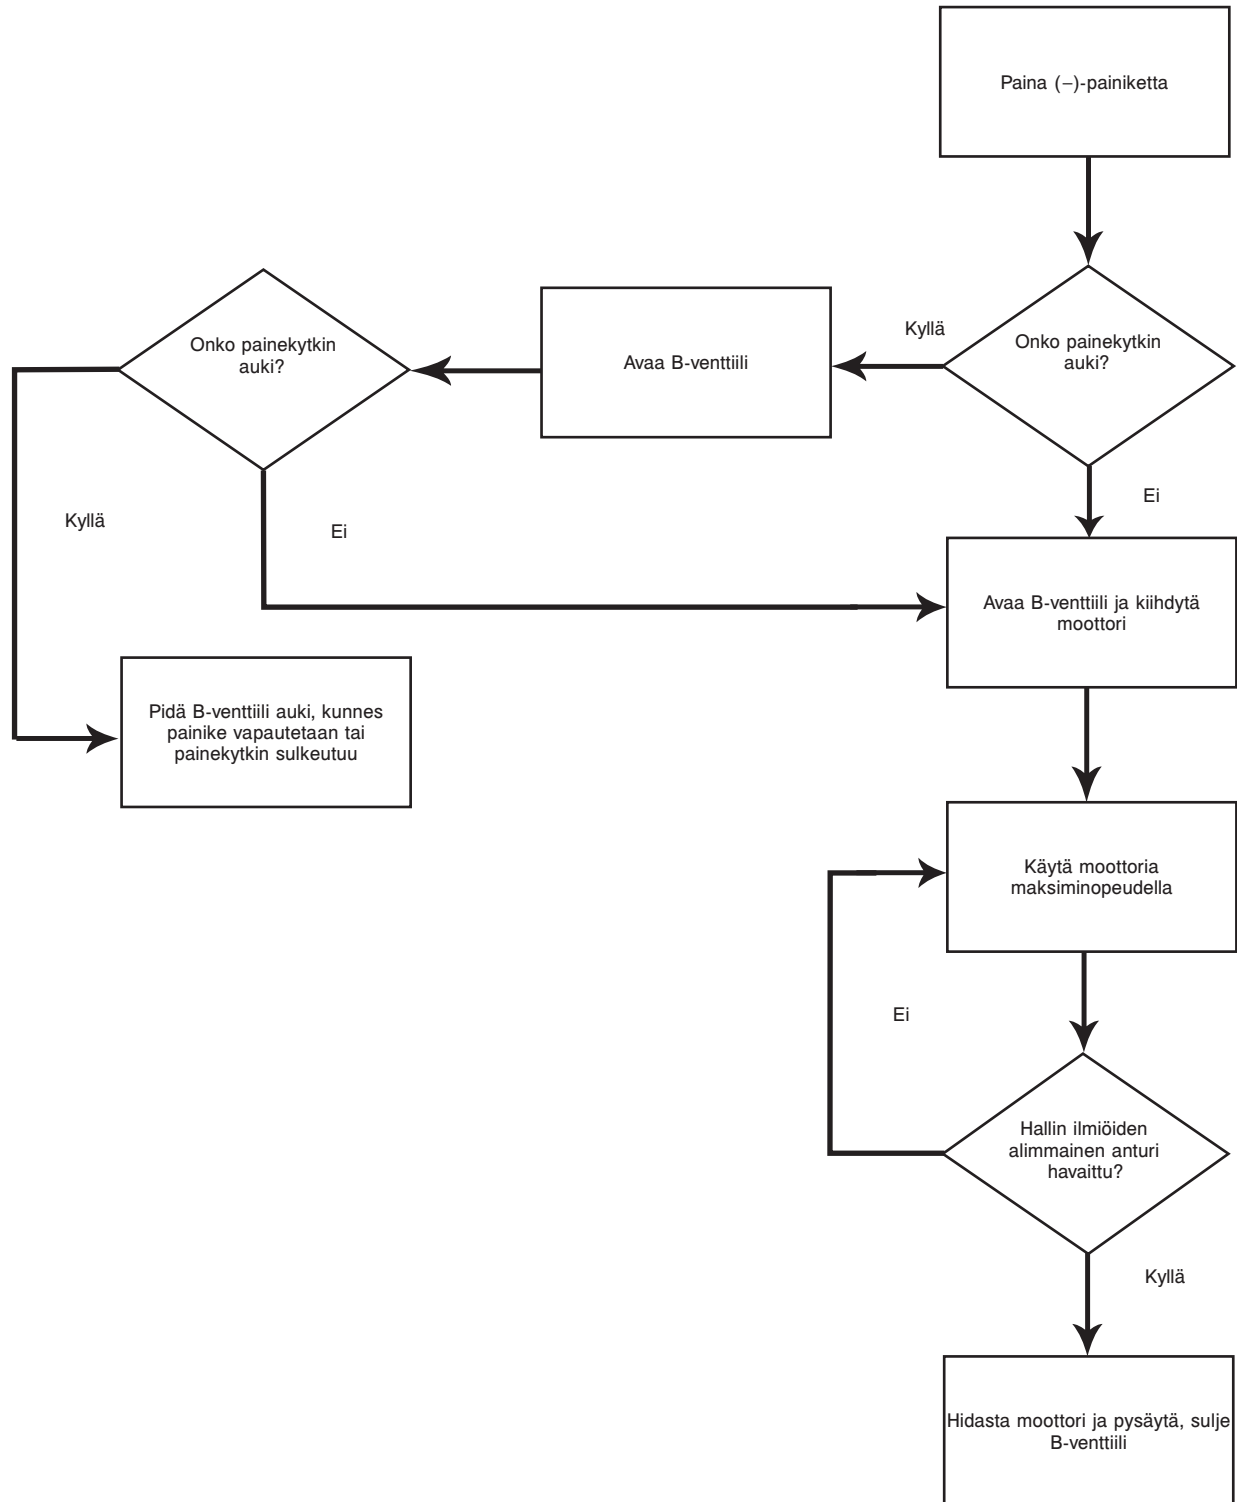 Paina (–)-painiketta
Onko painekytkin
auki?
Kyllä
Avaa B-venttiili
Onko painekytkin
auki?
Ei
Kyllä
Ei
Avaa B-venttiili ja kiihdytä
moottori
Pidä B-venttiili auki, kunnes
painike vapautetaan tai
painekytkin sulkeutuu
Käytä moottoria
maksiminopeudella
Ei
Hallin ilmiöiden
alimmainen anturi
havaittu?
Kyllä
Hidasta moottori ja pysäytä, sulje
B-venttiili